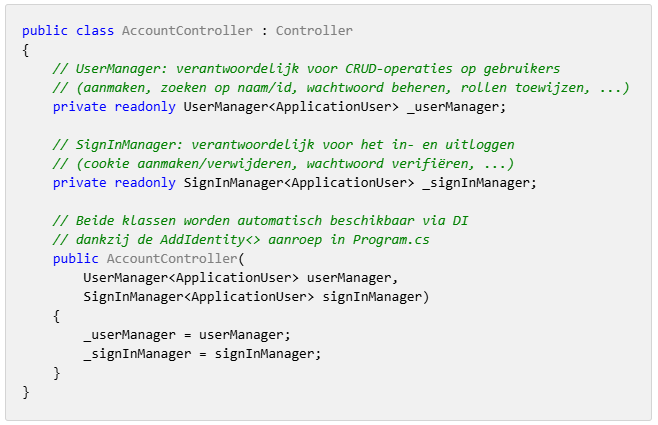 public class AccountController : Controller
{
    // UserManager: verantwoordelijk voor CRUD-operaties op gebruikers
    // (aanmaken, zoeken op naam/id, wachtwoord beheren, rollen toewijzen, ...)
    private readonly UserManager<ApplicationUser> _userManager;

    // SignInManager: verantwoordelijk voor het in- en uitloggen
    // (cookie aanmaken/verwijderen, wachtwoord verifiëren, ...)
    private readonly SignInManager<ApplicationUser> _signInManager;

    // Beide klassen worden automatisch beschikbaar via DI
    // dankzij de AddIdentity<> aanroep in Program.cs
    public AccountController(
        UserManager<ApplicationUser> userManager,
        SignInManager<ApplicationUser> signInManager)
    {
        _userManager = userManager;
        _signInManager = signInManager;
    }
}